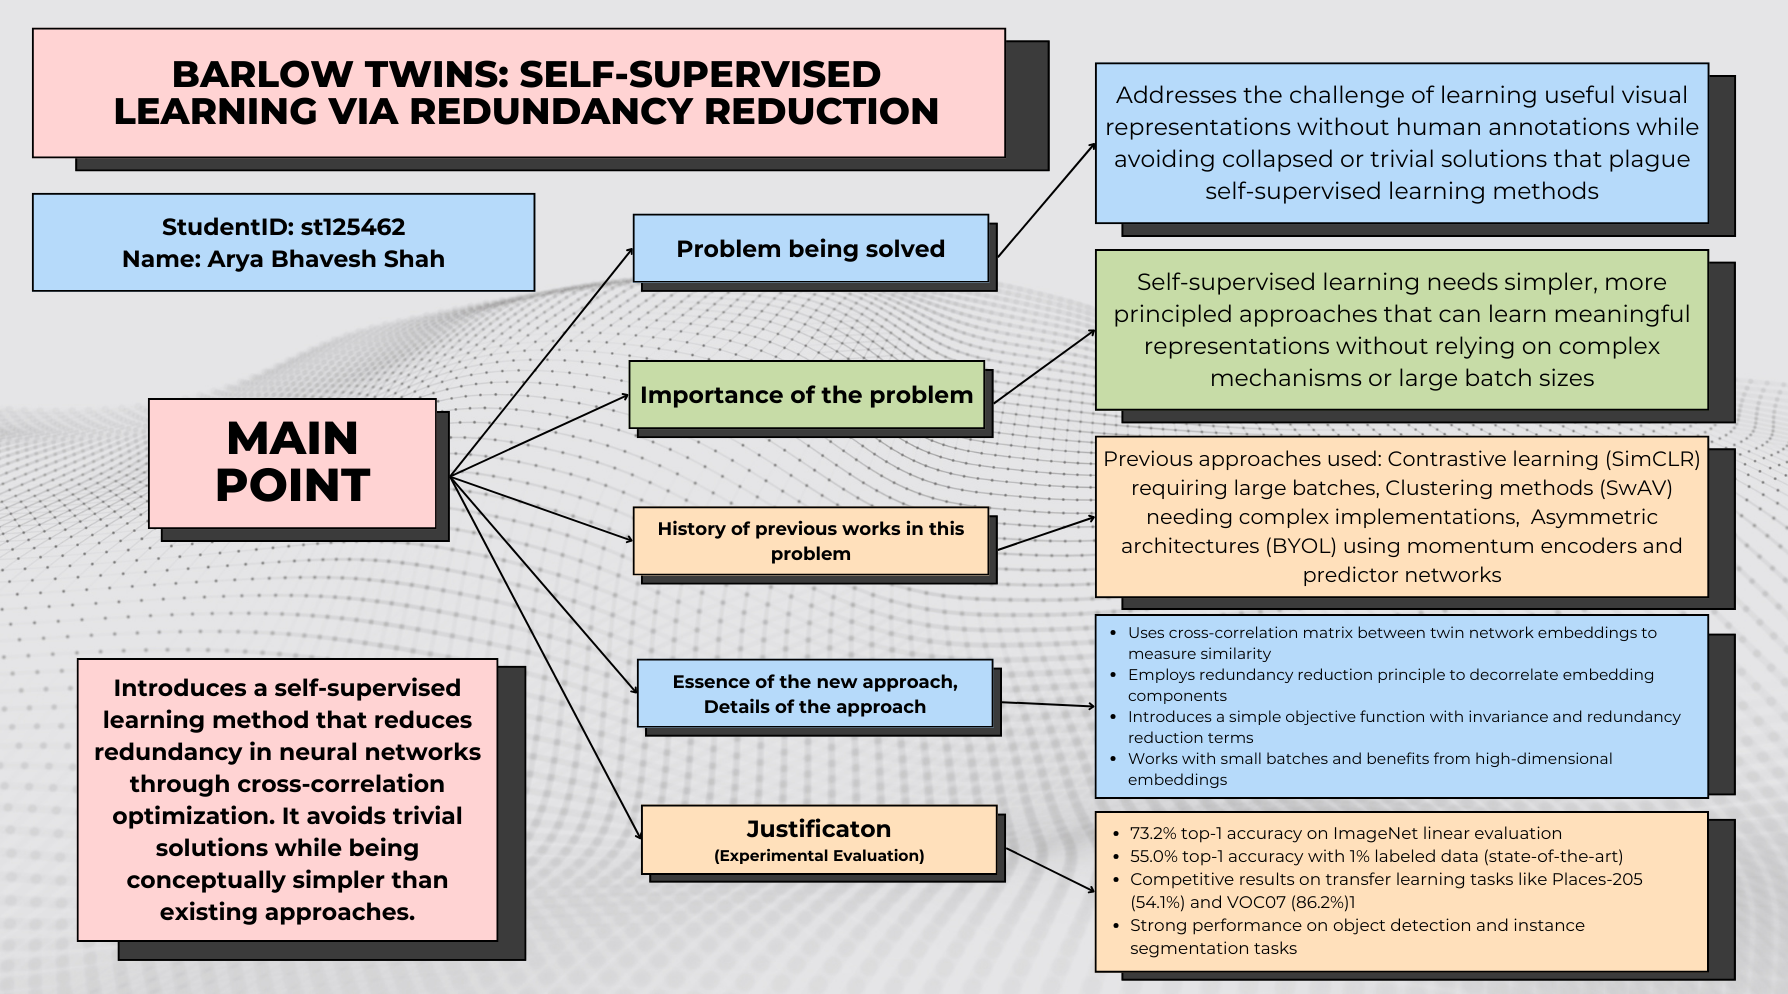 BARLOW TWINS: SELF-SUPERVISED
LEARNING VIA REDUNDANCY REDUCTION
StudentID: st125462
Name: Arya Bhavesh Shah
MAIN
POINT
Introduces a self-supervised
learning method that reduces
redundancy in neural networks
through cross-correlation
optimization. It avoids trivial
solutions while being
conceptually simpler than
existing approaches.
Problem being solved
Addresses the challenge of learning useful visual
representations without human annotations while
avoiding collapsed or trivial solutions that plague
self-supervised learning methods
Importance of the problem
Self-supervised learning needs simpler, more
principled approaches that can learn meaningful
representations without relying on complex
mechanisms or large batch sizes
History of previous works in this
problem
Previous approaches used: Contrastive learning (SimCLR)
requiring large batches, Clustering methods (SwAV)
needing complex implementations, Asymmetric
architectures (BYOL) using momentum encoders and
predictor networks
Essence of the new approach,
Details of the approach
• Uses cross-correlation matrix between twin network embeddings to
measure similarity
• Employs redundancy reduction principle to decorrelate embedding
components
• Introduces a simple objective function with invariance and redundancy
reduction terms
• Works with small batches and benefits from high-dimensional
embeddings
Justificaton
(Experimental Evaluation)
• 73.2% top-1 accuracy on ImageNet linear evaluation
• 55.0% top-1 accuracy with 1% labeled data (state-of-the-art)
• Competitive results on transfer learning tasks like Places-205
(54.1%) and VOC07 (86.2%)1
• Strong performance on object detection and instance
segmentation tasks